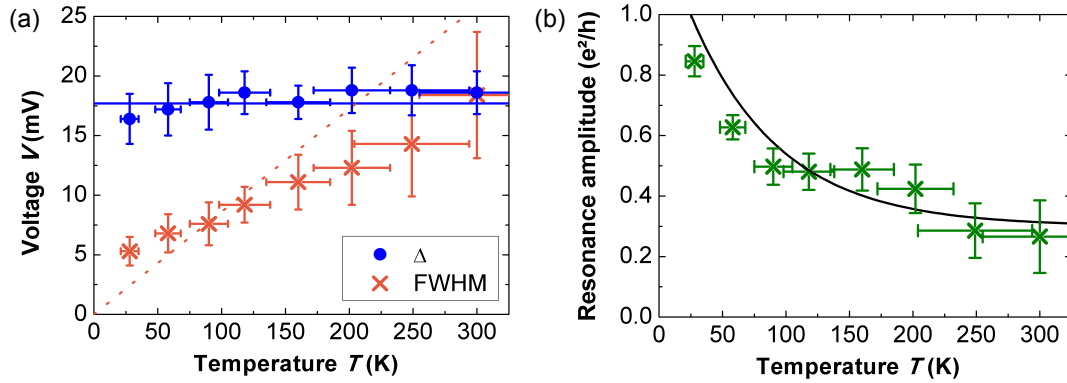 (a)
25
20
15
10
5
0
Voltage V (mV)
Δ
FWHM
0 50 100 150 200 250 300
Temperature T (K)
(b)
1.0
0.8
0.6
0.4
0.2
0.0
Resonance amplitude (e²/h)
0 50 100 150 200 250 300
Temperature T (K)